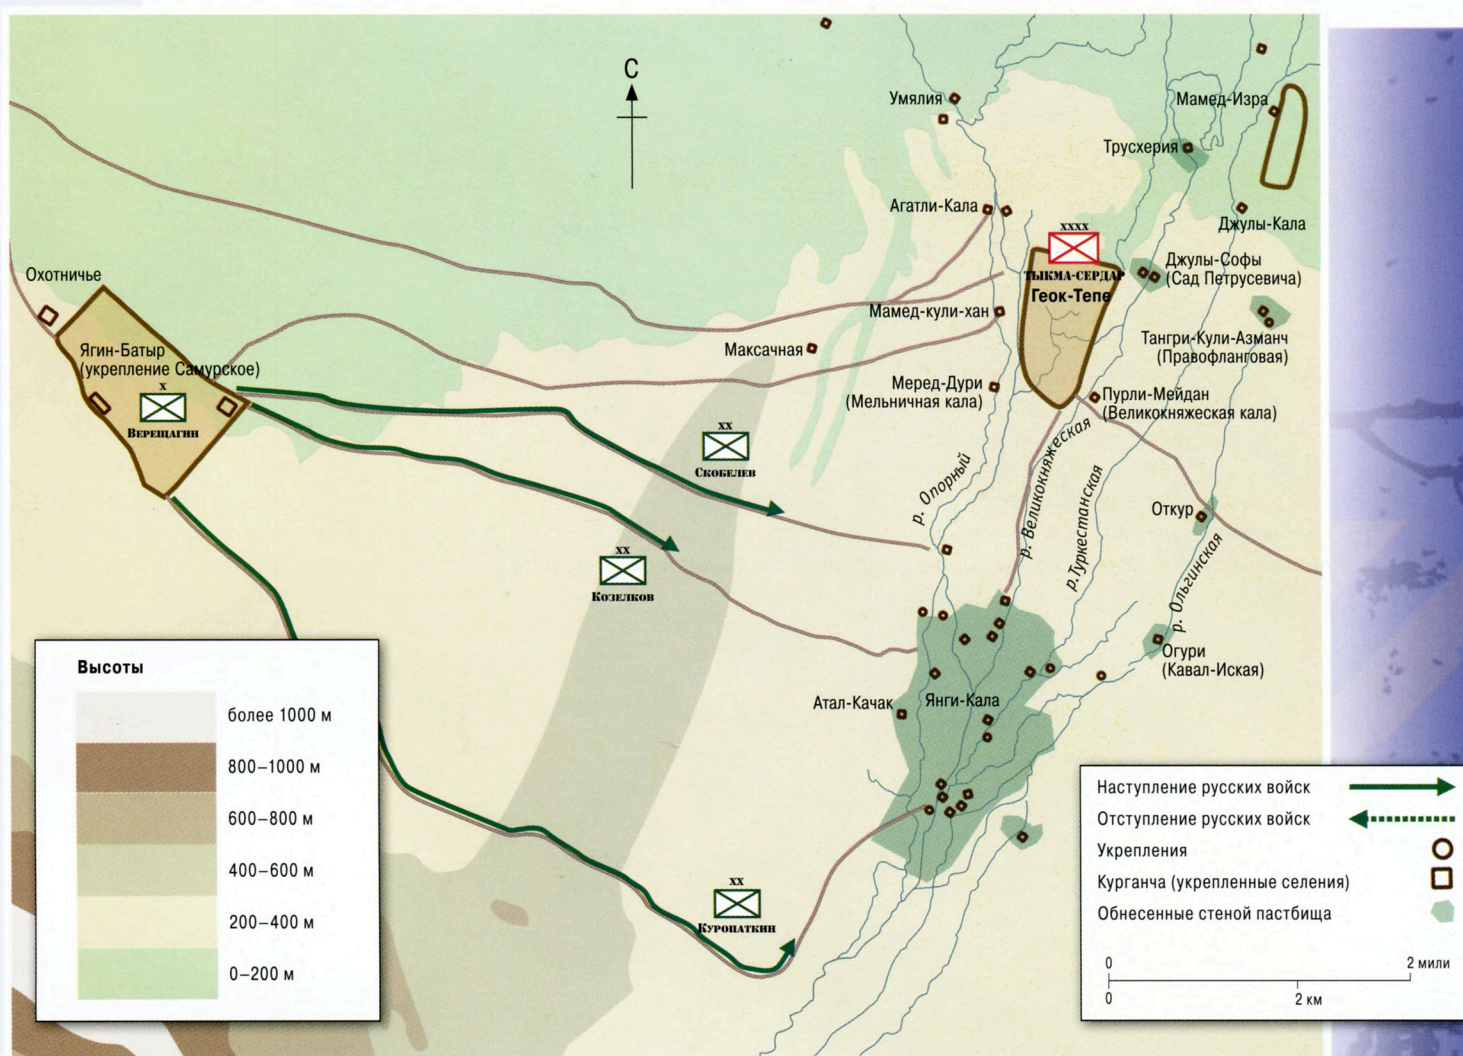 С
Умялия
Мамед-Изра
Трусхерия
Агатли-Кала
Джулы-Кала
xxxx
ТЫКМА-СЕРДАР
Геок-Тепе
Джулы-Софы
(Сад Петрусевича)
Охотничье
Мамед-кули-хан
Тангри-Кули-Азманч
(Правофланговая)
Максачная
Ягин-Батыр
(укрепление Самурское)
x
ВЕРЕЩАГИН
Меред-Дури
(Мельничная кала)
Пурли-Мейдан
(Великокняжеская кала)
xx
СКОБЕЛЕВ
р. Опорный
р. Великокняжеская
р.Туркестанская
р. Ольгинская
Откур
xx
КОЗЕЛКОВ
Огури
(Кавал-Иская)
Атал-Качак
Янги-Кала
xx
КУРОПАТКИН
Высоты
более 1000 м
800–1000 м
600–800 м
400–600 м
200–400 м
0–200 м
Наступление русских войск
Отступление русских войск
Укрепления
Курганча (укрепленные селения)
Обнесенные стеной пастбища
0
2 мили
0
2 км